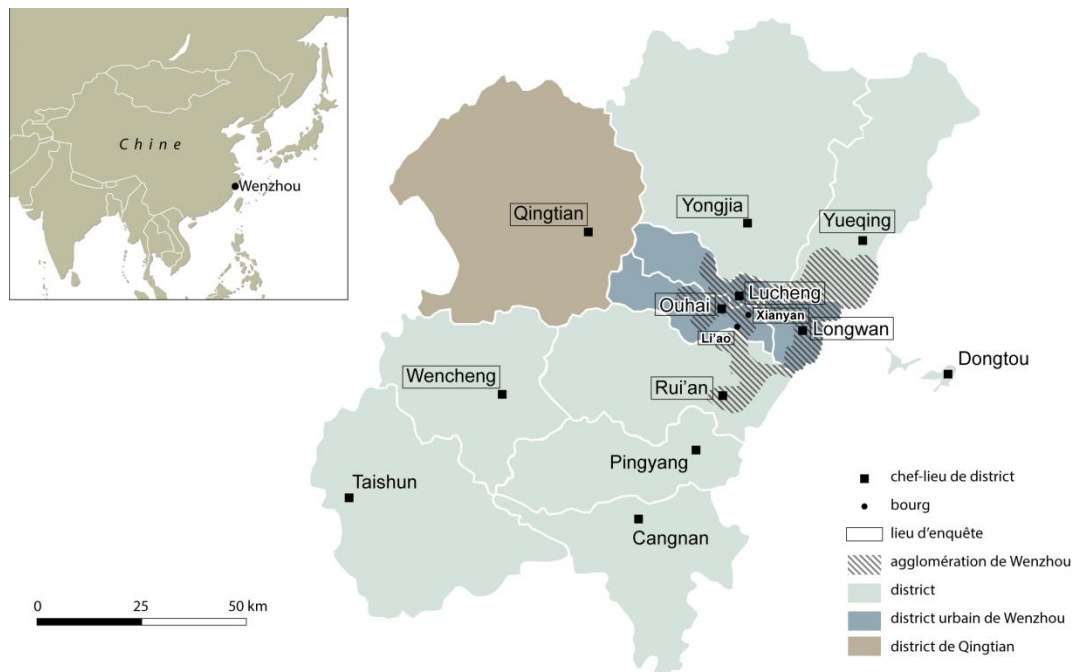 Chine
Wenzhou
Qingtian
Yongjia
Yueqing
Lucheng
Ouhai
Xianyan
Li'ao
Longwan
Dongtou
Wencheng
Rui'an
Pingyang
Taishun
Cangnan
chef-lieu de district
bourg
lieu d'enquête
agglomération de Wenzhou
district
district urbain de Wenzhou
district de Qingtian
0 25 50 km